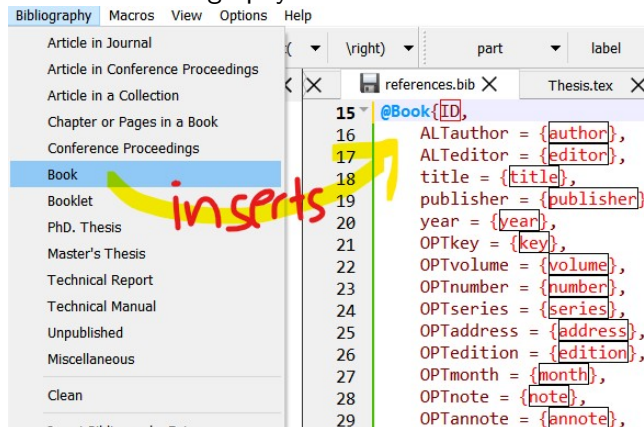 Bibliography Macros View Options Help
Article in Journal
Article in Conference Proceedings
Article in a Collection
Chapter or Pages in a Book
Conference Proceedings
Book
Booklet
PhD. Thesis
Master's Thesis
Technical Report
Technical Manual
Unpublished
Miscellaneous
Clean
\right) part label
references.bib Thesis.tex
inserts
15 @Book{ID,
16 ALTauthor = {author},
17 ALTeditor = {editor},
18 title = {title},
19 publisher = {publisher}
20 year = {year},
21 OPTkey = {key},
22 OPTvolume = {volume},
23 OPTnumber = {number},
24 OPTseries = {series},
25 OPTaddress = {address},
26 OPTedition = {edition},
27 OPTmonth = {month},
28 OPTnote = {note},
29 OPTannote = {annote},